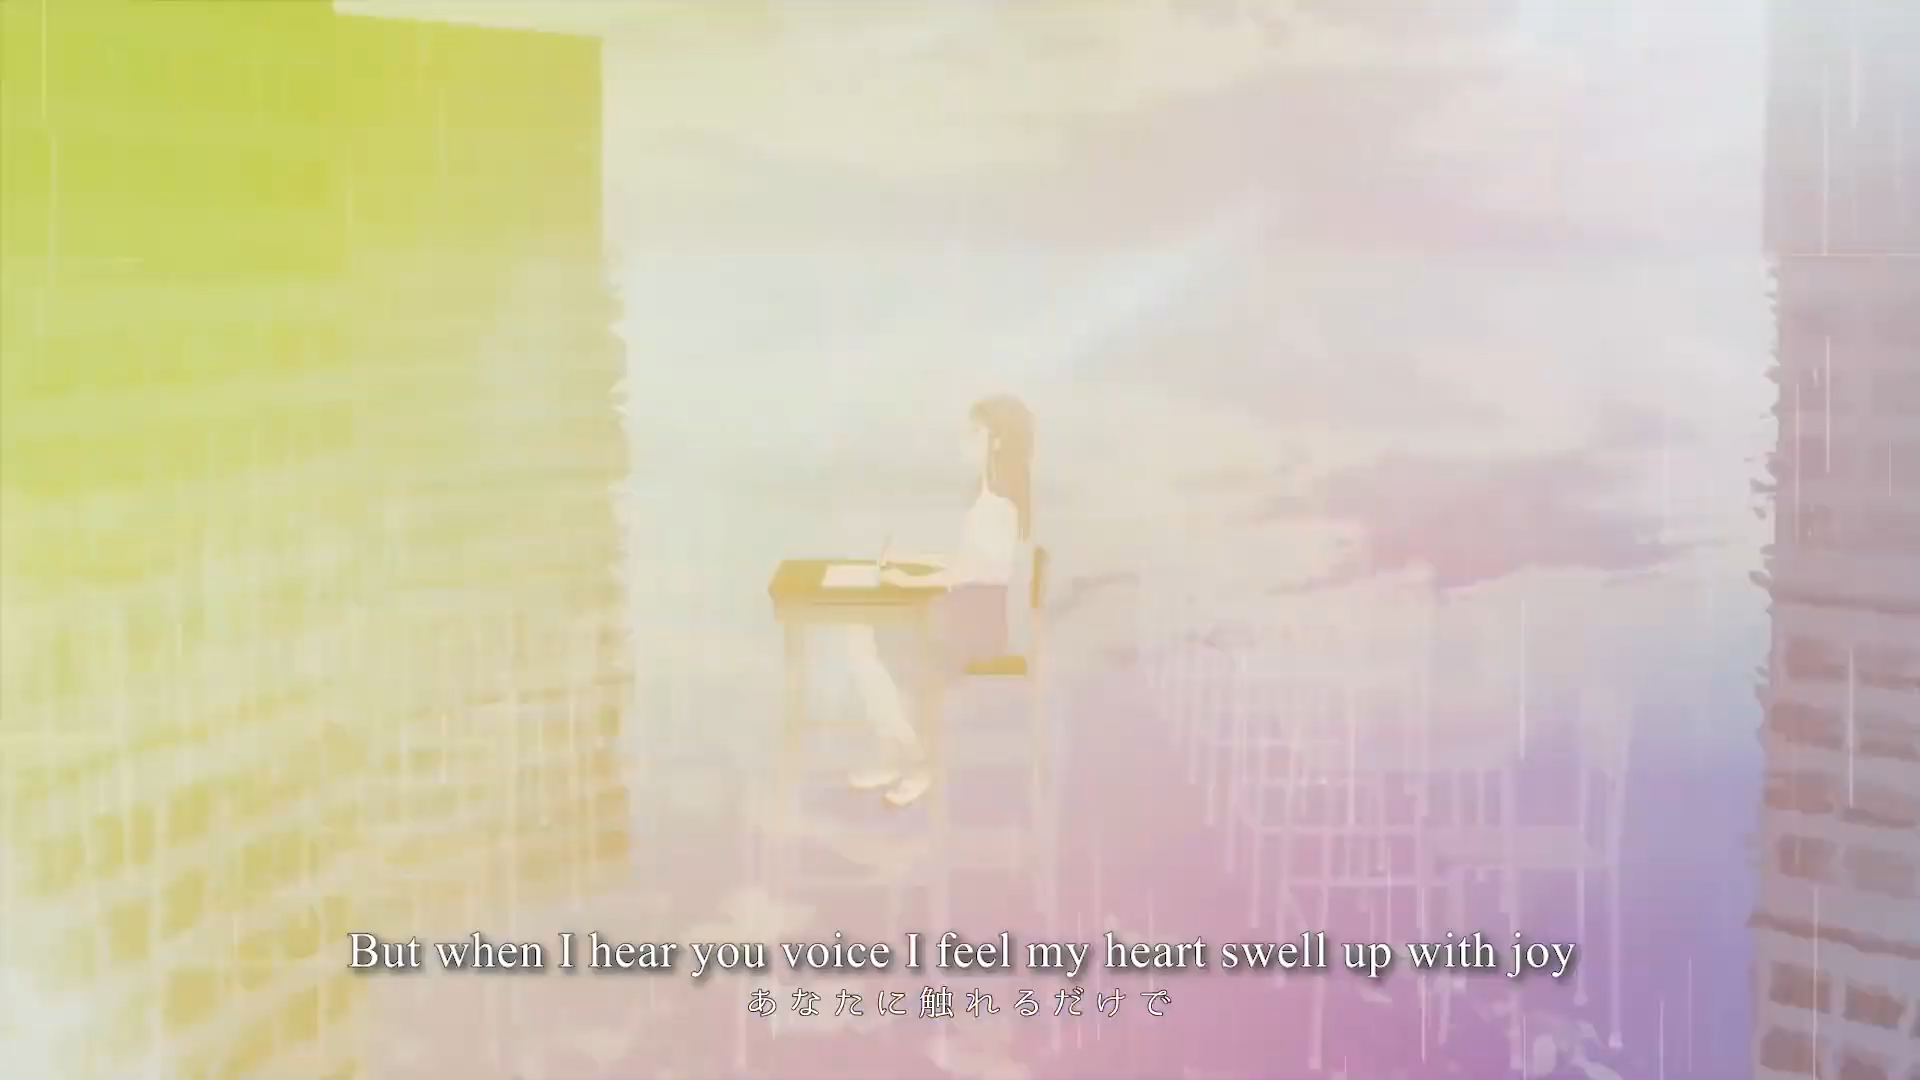 But when I hear you voice I feel my heart swell up with joy
あなたに触れるだけで